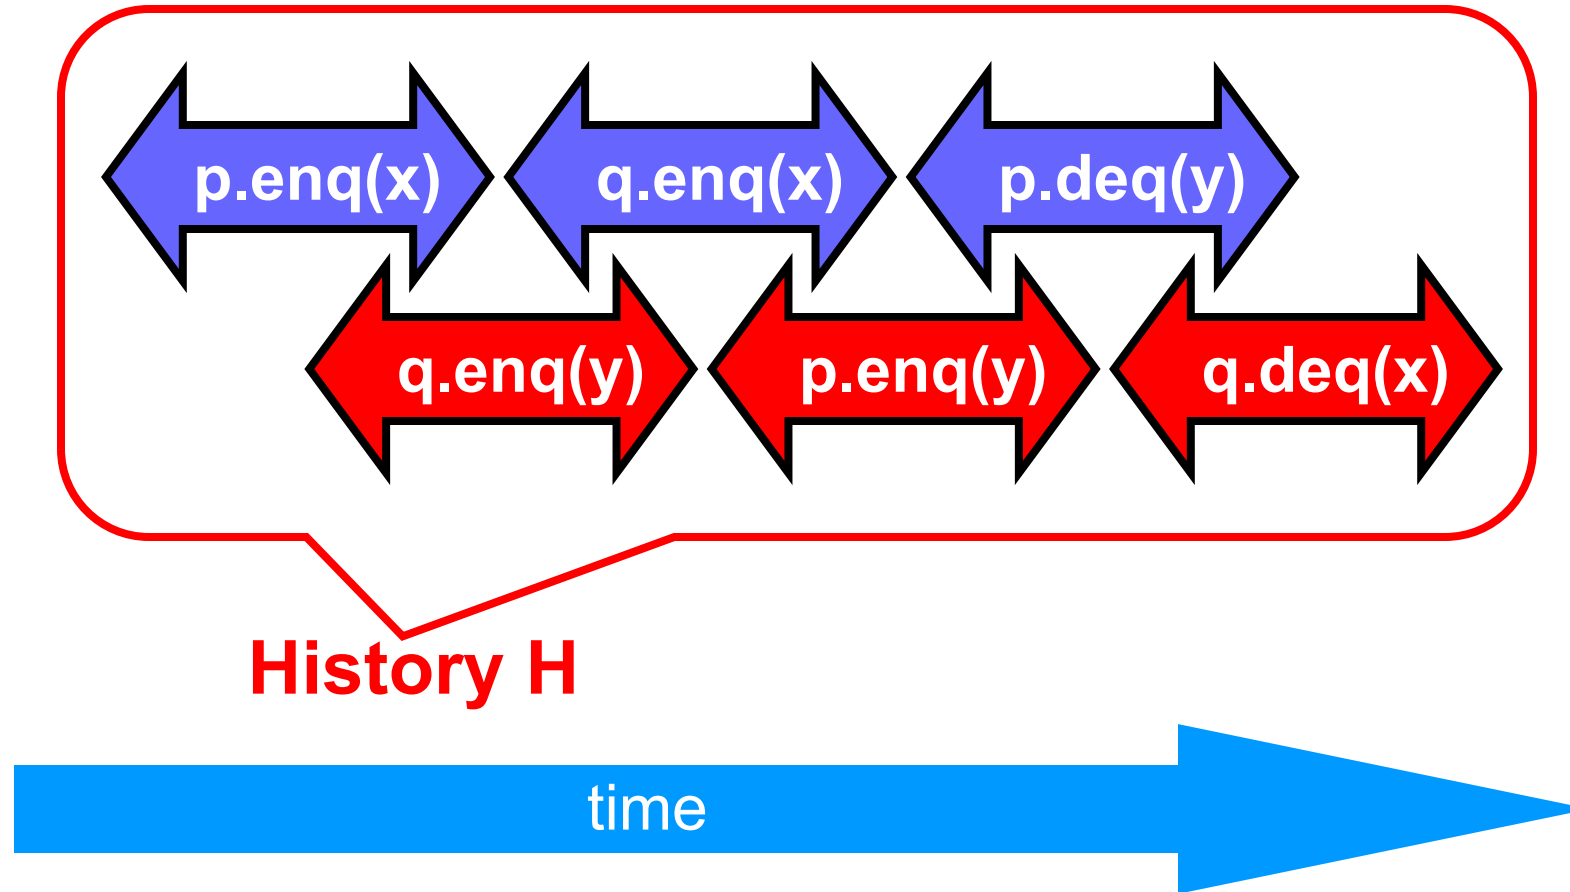 p.enq(x) q.enq(x) p.deq(y)
q.enq(y) p.enq(y) q.deq(x)
History H
time